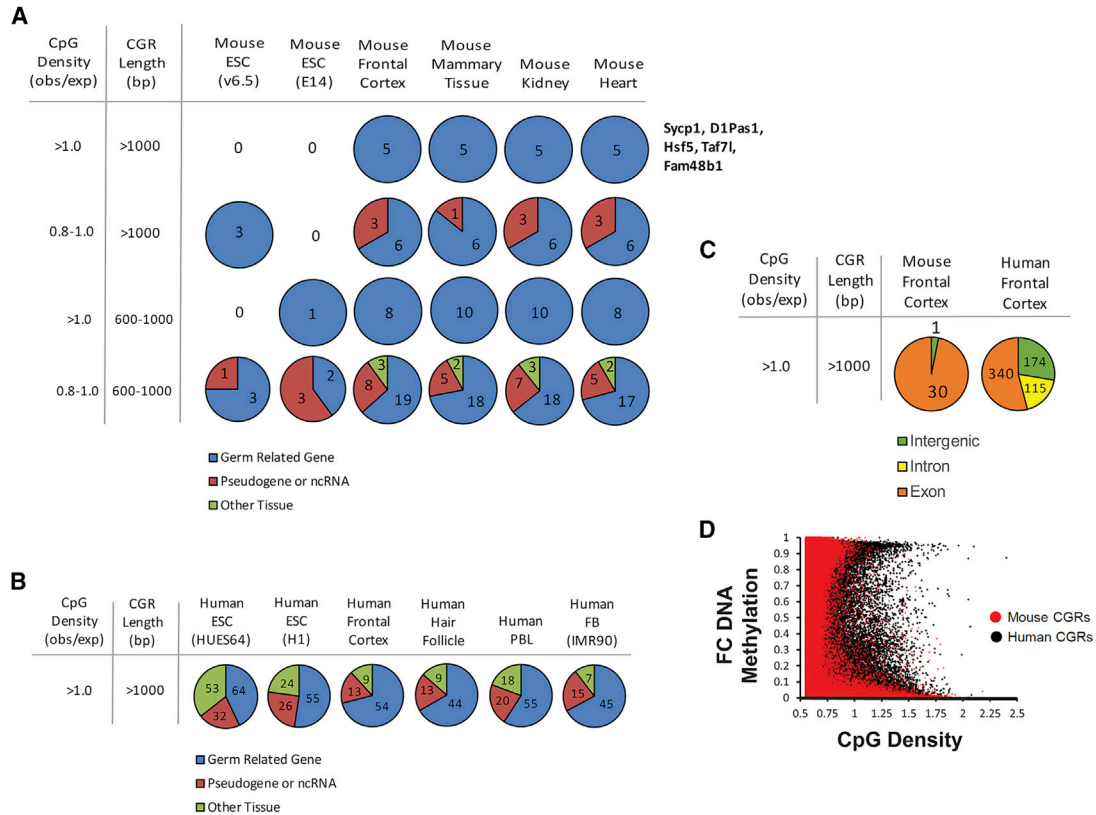 A
CpG Density (obs/exp)
CGR Length (bp)
Mouse ESC (v6.5)
Mouse ESC (E14)
Mouse Frontal Cortex
Mouse Mammary Tissue
Mouse Kidney
Mouse Heart
>1.0 >1000 0 0 5 5 5 5
Sycp1, D1Pas1,
Hsf5, Taf7l,
Fam48b1
0.8-1.0 >1000 3 0 3 6 1 6 3 6 3 6
>1.0 600-1000 0 1 8 10 10 8
0.8-1.0 600-1000 1 3 2 3 3 8 19 2 5 18 3 7 18 2 5 17
Germ Related Gene
Pseudogene or ncRNA
Other Tissue
B
CpG Density (obs/exp)
CGR Length (bp)
Human ESC (HUES64)
Human ESC (H1)
Human Frontal Cortex
Human Hair Follicle
Human PBL
Human FB (IMR90)
>1.0 >1000 53 64 32 24 55 26 9 13 54 9 13 44 18 20 55 7 15 45
Germ Related Gene
Pseudogene or ncRNA
Other Tissue
C
CpG Density (obs/exp)
CGR Length (bp)
Mouse Frontal Cortex
Human Frontal Cortex
>1.0 >1000 1 30 340 174 115
Intergenic
Intron
Exon
D
FC DNA Methylation
1
0.9
0.8
0.7
0.6
0.5
0.4
0.3
0.2
0.1
0
0.5 0.75 1 1.25 1.5 1.75 2 2.25 2.5
CpG Density
Mouse CGRs
Human CGRs